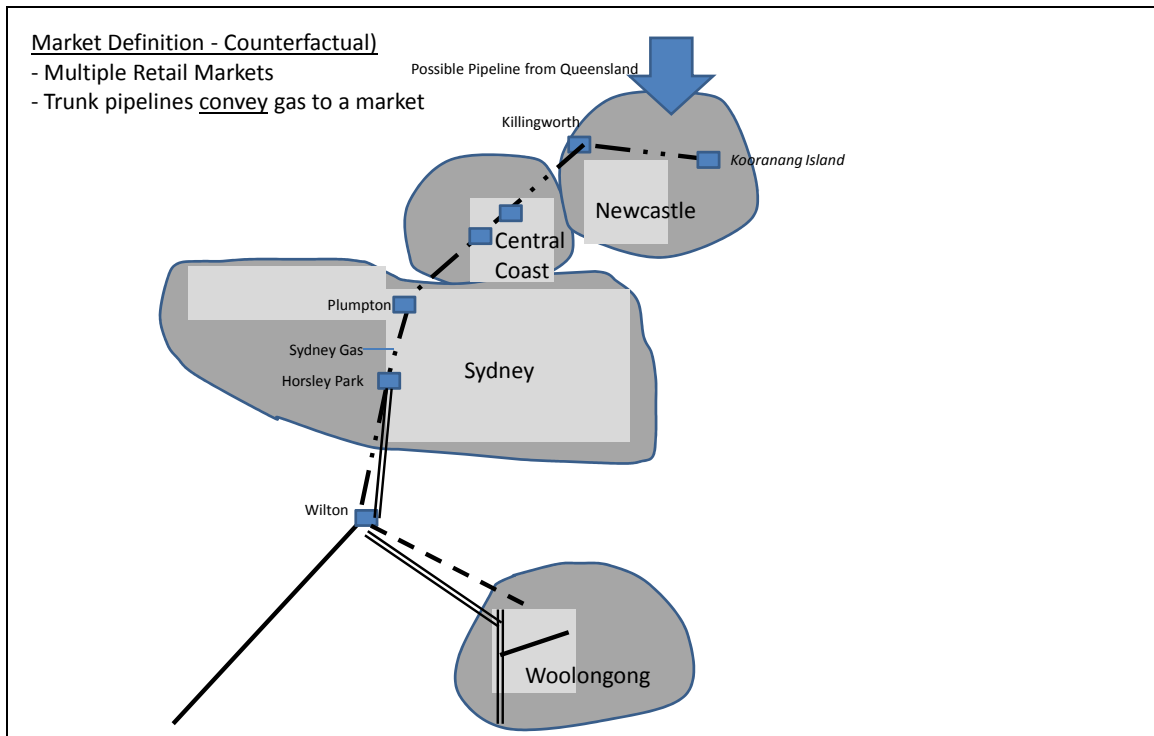 Market Definition - Counterfactual)
- Multiple Retail Markets
- Trunk pipelines convey gas to a market
Possible Pipeline from Queensland
Killingworth
Kooranang Island
Newcastle
Central
Coast
Plumpton
Sydney Gas
Horsley Park
Sydney
Wilton
Woolongong